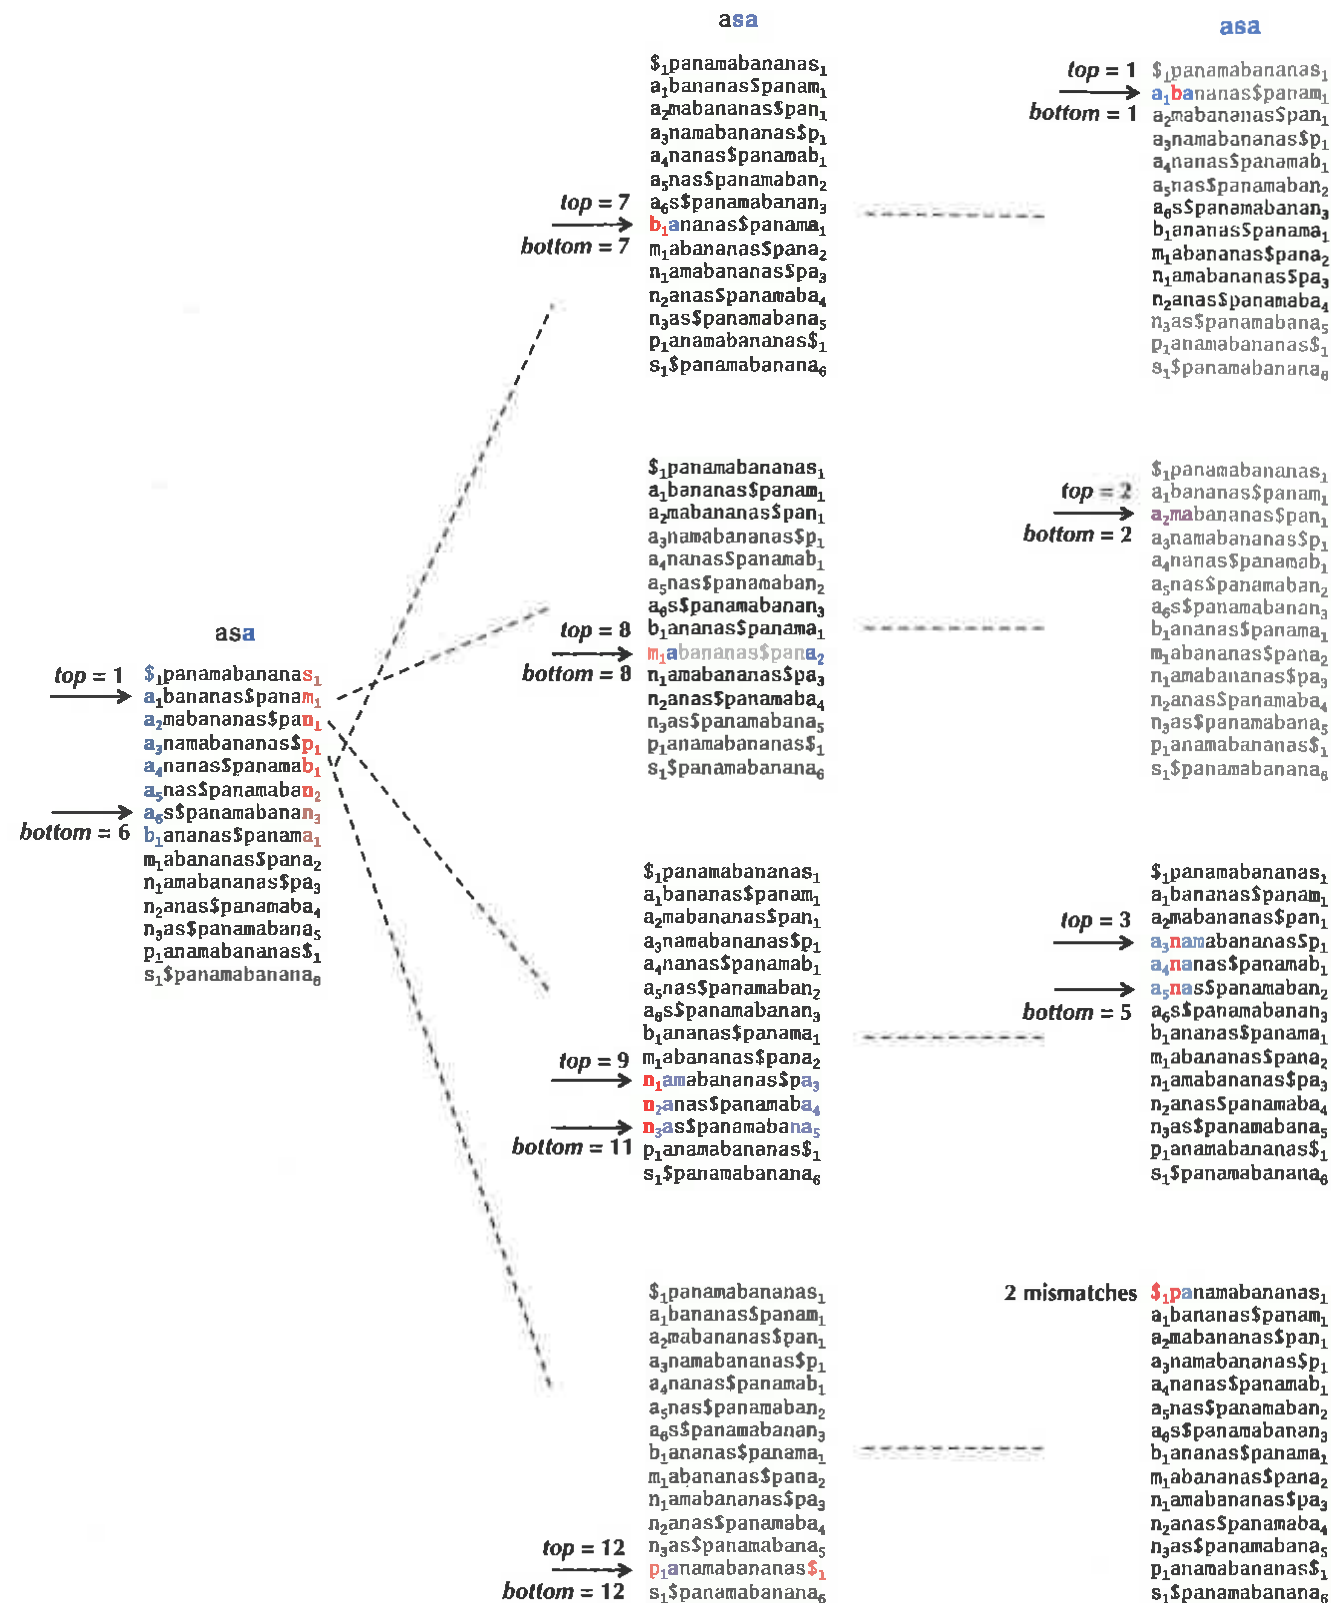 asa
top = 1
bottom = 6
$₁panamabananas₁
a₁bananas$panam₁
a₂mabananas$pan₁
a₃namabananas$p₁
a₄nanas$panamab₁
a₅nas$panamaban₂
a₆s$panamabanan₃
b₁ananas$panama₁
m₁abananas$pana₂
n₁amabananas$pa₃
n₂anas$panamaba₄
n₃as$panamabana₅
p₁anamabananas$₁
s₁$panamabanana₆
asa
top = 7
bottom = 7
$₁panamabananas₁
a₁bananas$panam₁
a₂mabananas$pan₁
a₃namabananas$p₁
a₄nanas$panamab₁
a₅nas$panamaban₂
a₆s$panamabanan₃
b₁ananas$panama₁
m₁abananas$pana₂
n₁amabananas$pa₃
n₂anas$panamaba₄
n₃as$panamabana₅
p₁anamabananas$₁
s₁$panamabanana₆
top = 8
bottom = 8
$₁panamabananas₁
a₁bananas$panam₁
a₂mabananas$pan₁
a₃namabananas$p₁
a₄nanas$panamab₁
a₅nas$panamaban₂
a₆s$panamabanan₃
b₁ananas$panama₁
m₁abananas$pana₂
n₁amabananas$pa₃
n₂anas$panamaba₄
n₃as$panamabana₅
p₁anamabananas$₁
s₁$panamabanana₆
top = 9
bottom = 11
$₁panamabananas₁
a₁bananas$panam₁
a₂mabananas$pan₁
a₃namabananas$p₁
a₄nanas$panamab₁
a₅nas$panamaban₂
a₆s$panamabanan₃
b₁ananas$panama₁
m₁abananas$pana₂
n₁amabananas$pa₃
n₂anas$panamaba₄
n₃as$panamabana₅
p₁anamabananas$₁
s₁$panamabanana₆
top = 12
bottom = 12
$₁panamabananas₁
a₁bananas$panam₁
a₂mabananas$pan₁
a₃namabananas$p₁
a₄nanas$panamab₁
a₅nas$panamaban₂
a₆s$panamabanan₃
b₁ananas$panama₁
m₁abananas$pana₂
n₁amabananas$pa₃
n₂anas$panamaba₄
n₃as$panamabana₅
p₁anamabananas$₁
s₁$panamabanana₆
asa
top = 1
bottom = 1
$₁panamabananas₁
a₁bananas$panam₁
a₂mabananas$pan₁
a₃namabananas$p₁
a₄nanas$panamab₁
a₅nas$panamaban₂
a₆s$panamabanan₃
b₁ananas$panama₁
m₁abananas$pana₂
n₁amabananas$pa₃
n₂anas$panamaba₄
n₃as$panamabana₅
p₁anamabananas$₁
s₁$panamabanana₆
top = 2
bottom = 2
$₁panamabananas₁
a₁bananas$panam₁
a₂mabananas$pan₁
a₃namabananas$p₁
a₄nanas$panamab₁
a₅nas$panamaban₂
a₆s$panamabanan₃
b₁ananas$panama₁
m₁abananas$pana₂
n₁amabananas$pa₃
n₂anas$panamaba₄
n₃as$panamabana₅
p₁anamabananas$₁
s₁$panamabanana₆
top = 3
bottom = 5
$₁panamabananas₁
a₁bananas$panam₁
a₂mabananas$pan₁
a₃namabananas$p₁
a₄nanas$panamab₁
a₅nas$panamaban₂
a₆s$panamabanan₃
b₁ananas$panama₁
m₁abananas$pana₂
n₁amabananas$pa₃
n₂anas$panamaba₄
n₃as$panamabana₅
p₁anamabananas$₁
s₁$panamabanana₆
2 mismatches
$₁panamabananas₁
a₁bananas$panam₁
a₂mabananas$pan₁
a₃namabananas$p₁
a₄nanas$panamab₁
a₅nas$panamaban₂
a₆s$panamabanan₃
b₁ananas$panama₁
m₁abananas$pana₂
n₁amabananas$pa₃
n₂anas$panamaba₄
n₃as$panamabana₅
p₁anamabananas$₁
s₁$panamabanana₆